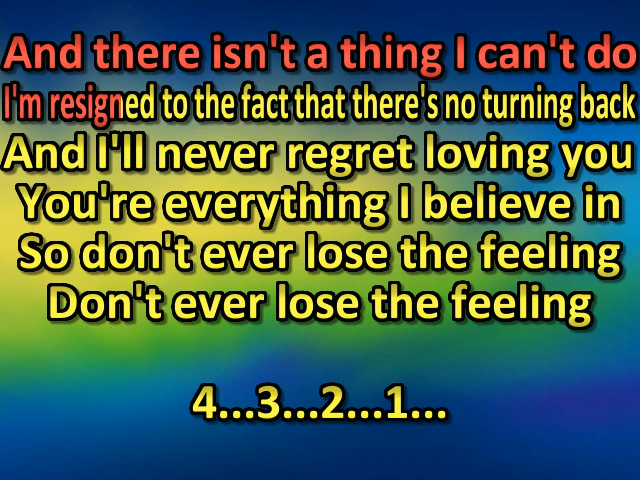 And there isn't a thing I can't do
I'm resigned to the fact that there's no turning back
And I'll never regret loving you
You're everything I believe in
So don't ever lose the feeling
Don't ever lose the feeling
4...3...2...1...